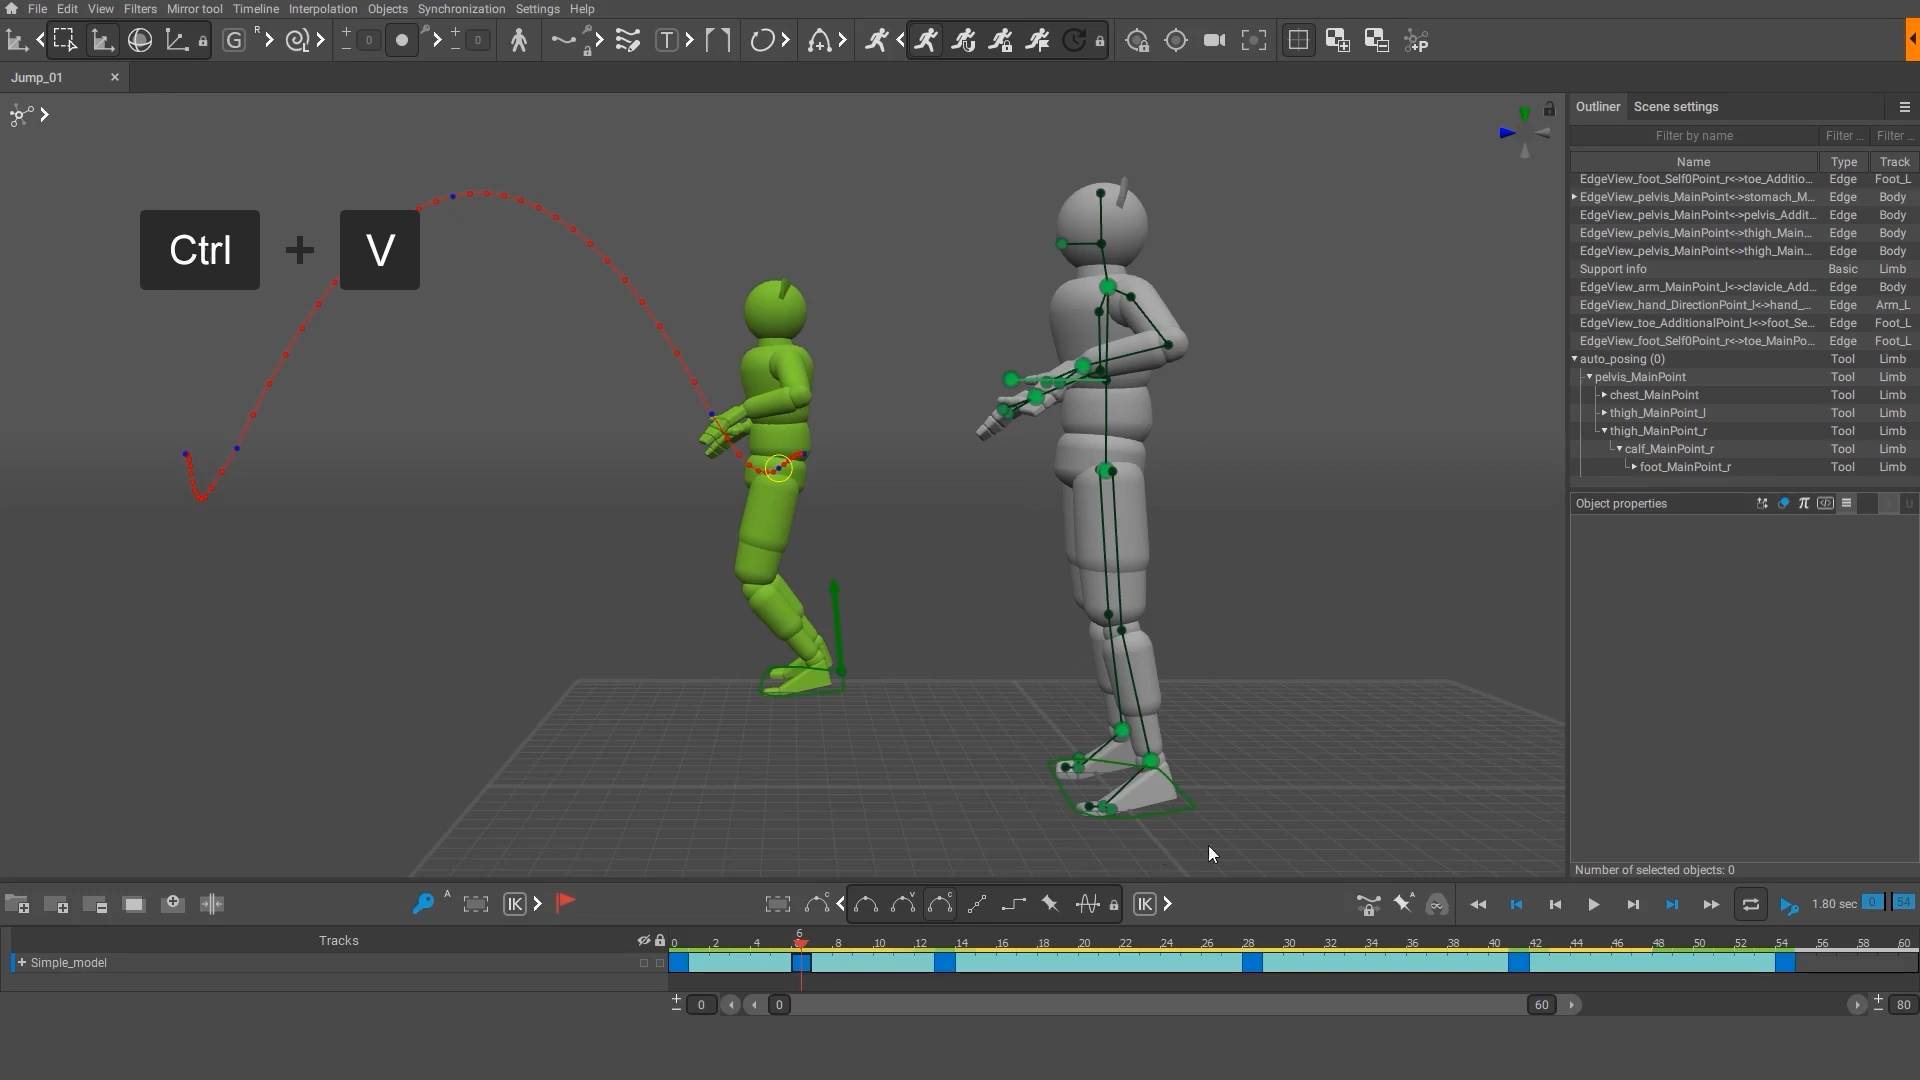 File Edit View Filters Mirror tool Timeline Interpolation Objects Synchronization Settings Help
G R 0 0 T +P
Jump_01
Outliner Scene settings
Filter by name Filter ... Filter ...
Name Type Track
EdgeView_foot_Self0Point_r<->toe_Additio... Edge Foot_L
EdgeView_pelvis_MainPoint<->stomach_M... Edge Body
EdgeView_pelvis_MainPoint<->pelvis_Addit... Edge Body
EdgeView_pelvis_MainPoint<->thigh_Main... Edge Body
EdgeView_pelvis_MainPoint<->thigh_Main... Edge Body
Support info Basic Limb
EdgeView_arm_MainPoint_l<->clavicle_Add... Edge Body
EdgeView_hand_DirectionPoint_l<->hand_... Edge Arm_L
EdgeView_toe_AdditionalPoint_l<->foot_Se... Edge Foot_L
EdgeView_foot_Self0Point_r<->toe_MainPo... Edge Foot_L
auto_posing (0) Tool Limb
pelvis_MainPoint Tool Limb
chest_MainPoint Tool Limb
thigh_MainPoint_l Tool Limb
thigh_MainPoint_r Tool Limb
calf_MainPoint_r Tool Limb
foot_MainPoint_r Tool Limb
Ctrl + V
Object properties
Number of selected objects: 0
A IK C V C IK A 1.80 sec 0 54
Tracks
6
0 2 4 8 10 12 14 16 18 20 22 24 26 28 30 32 34 36 38 40 42 44 46 48 50 52 54 56 58 60
Simple_model
0 0 60 80